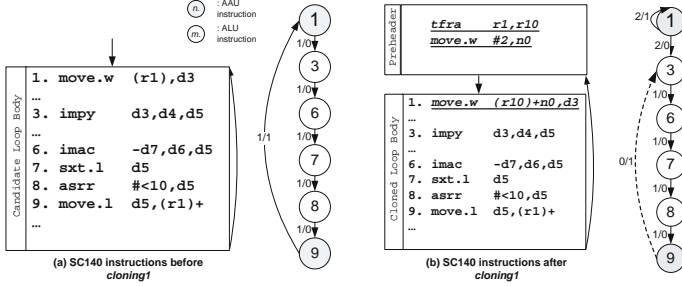 n. : AAU instruction
m. : ALU instruction
Candidate Loop Body
1. move.w (r1),d3
…
3. impy d3,d4,d5
…
6. imac -d7,d6,d5
7. sxt.l d5
8. asrr #<10,d5
9. move.l d5,(r1)+
…
(a) SC140 instructions before
cloning1
1
1/0
3
1/0
6
1/0
7
1/0
8
1/0
9
1/1
Preheader
tfra r1,r10
move.w #2,n0
Cloned Loop Body
1. move.w (r10)+n0,d3
…
3. impy d3,d4,d5
…
6. imac -d7,d6,d5
7. sxt.l d5
8. asrr #<10,d5
9. move.l d5,(r1)+
…
(b) SC140 instructions after
cloning1
2/1
1
2/0
3
1/0
6
1/0
7
1/0
8
1/0
9
0/1